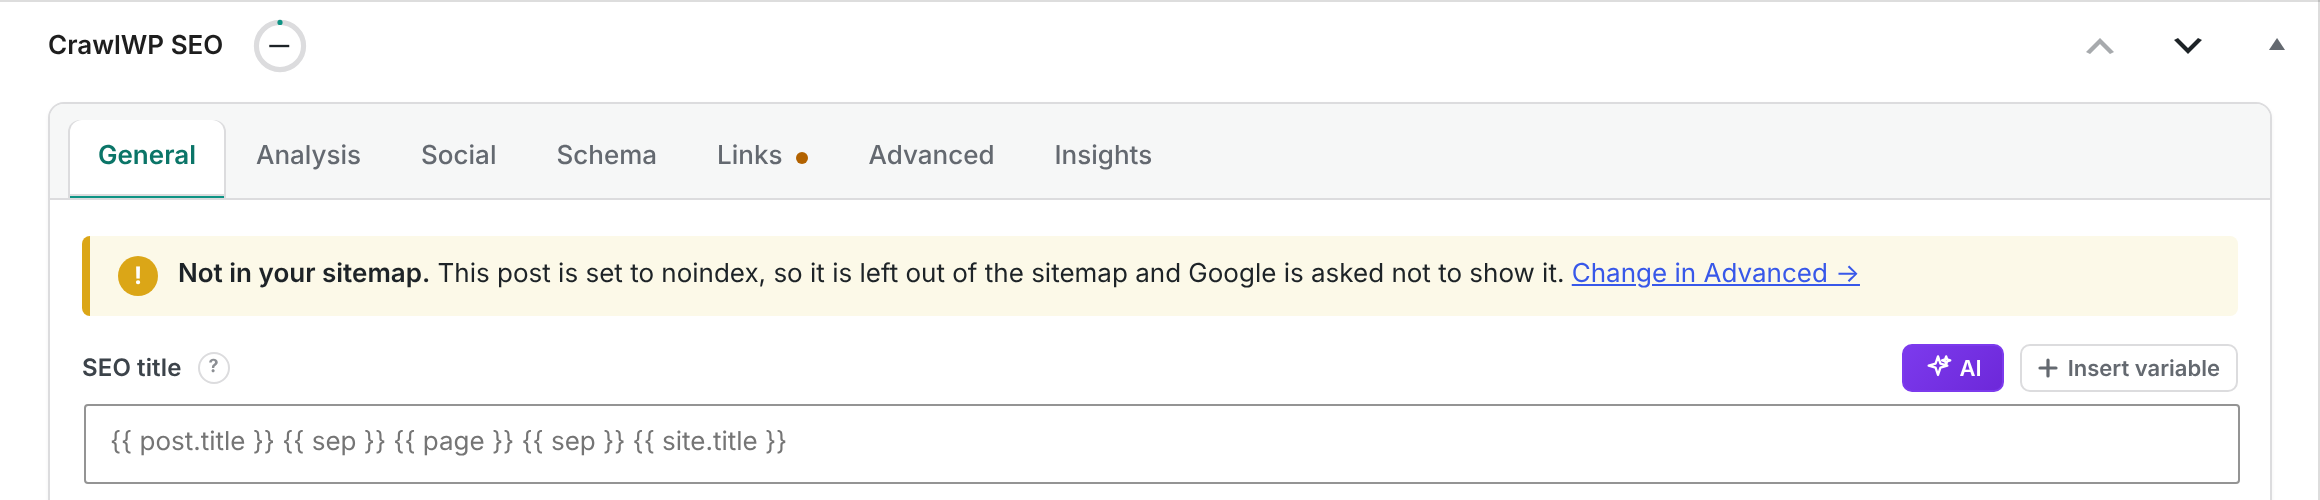 CrawlWP SEO
General Analysis Social Schema Links Advanced Insights
Not in your sitemap. This post is set to noindex, so it is left out of the sitemap and Google is asked not to show it. Change in Advanced →
SEO title ? AI + Insert variable
{{ post.title }} {{ sep }} {{ page }} {{ sep }} {{ site.title }}